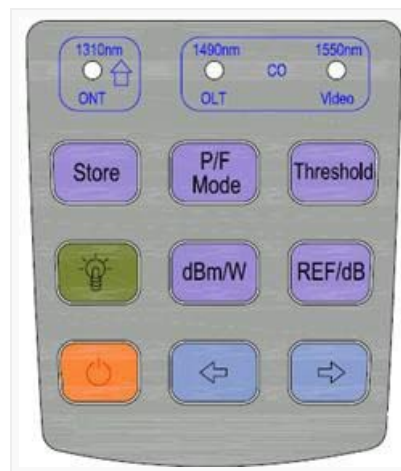 1310nm
ONT
1490nm
CO
1550nm
OLT
Video
Store
P/F
Mode
Threshold
dBm/W
REF/dB